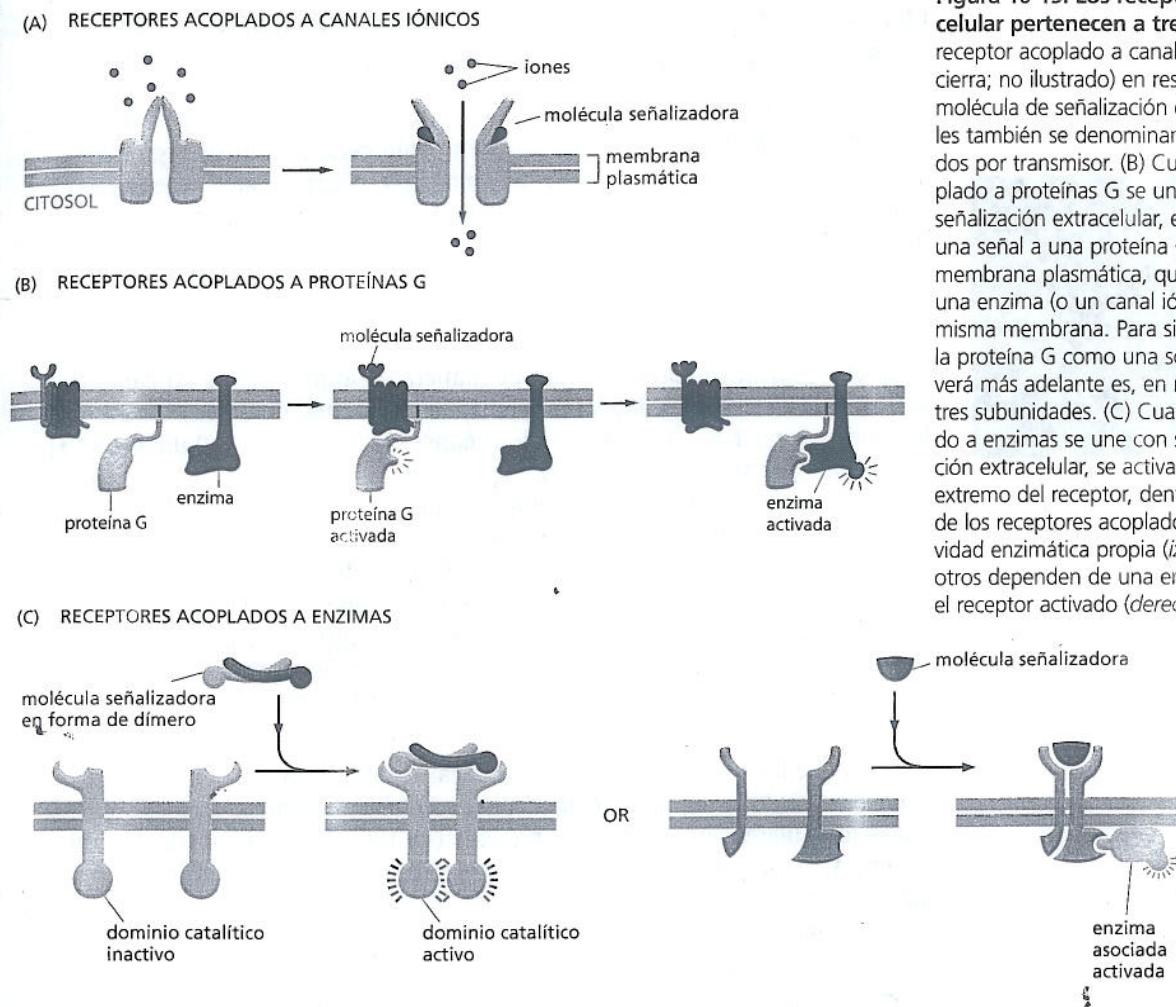 (A) RECEPTORES ACOPLADOS A CANALES IÓNICOS
iones
molécula señalizadora
membrana
plasmática
CITOSOL
(B) RECEPTORES ACOPLADOS A PROTEÍNAS G
molécula señalizadora
enzima
proteína G
proteína G
activada
enzima
activada
(C) RECEPTORES ACOPLADOS A ENZIMAS
molécula señalizadora
en forma de dímero
dominio catalítico
inactivo
dominio catalítico
activo
OR
molécula señalizadora
enzima
asociada
activada
celular pertenecen a tre
receptor acoplado a canal
cierra; no ilustrado) en res
molécula de señalización
les también se denominan
dos por transmisor. (B) Cu
plado a proteínas G se un
señalización extracelular, e
una señal a una proteína
membrana plasmática, qu
una enzima (o un canal ió
misma membrana. Para si
la proteína G como una s
verá más adelante es, en
tres subunidades. (C) Cua
do a enzimas se une con s
ción extracelular, se activa
extremo del receptor, den
de los receptores acoplado
vidad enzimática propia (
otros dependen de una e
el receptor activado (derec